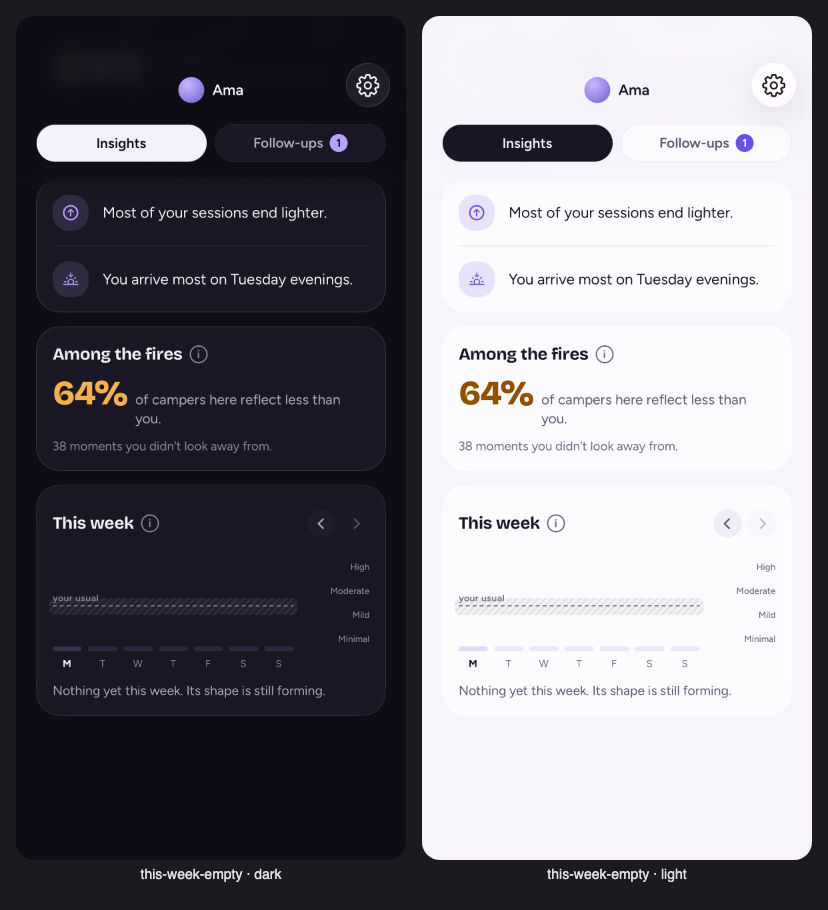 Ama
Insights
Follow-ups 1
Most of your sessions end lighter.
You arrive most on Tuesday evenings.
Among the fires
64% of campers here reflect less than
you.
38 moments you didn't look away from.
This week
High
your usual
Moderate
Mild
Minimal
M T W T F S S
Nothing yet this week. Its shape is still forming.
this-week-empty · dark
Ama
Insights
Follow-ups 1
Most of your sessions end lighter.
You arrive most on Tuesday evenings.
Among the fires
64% of campers here reflect less than
you.
38 moments you didn't look away from.
This week
High
your usual
Moderate
Mild
Minimal
M T W T F S S
Nothing yet this week. Its shape is still forming.
this-week-empty · light